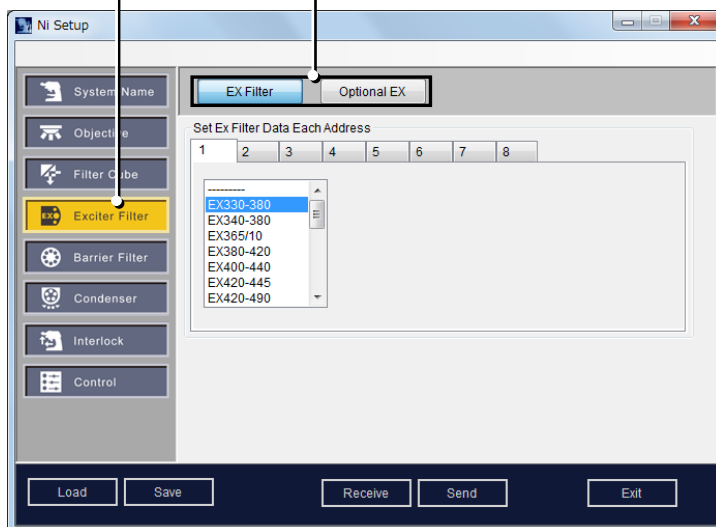 Ni Setup
System Name
Objective
Filter Cube
Exciter Filter
Barrier Filter
Condenser
Interlock
Control
EX Filter Optional EX
Set Ex Filter Data Each Address
1 2 3 4 5 6 7 8
---------
EX330-380
EX340-380
EX365/10
EX380-420
EX400-440
EX420-445
EX420-490
Load Save Receive Send Exit